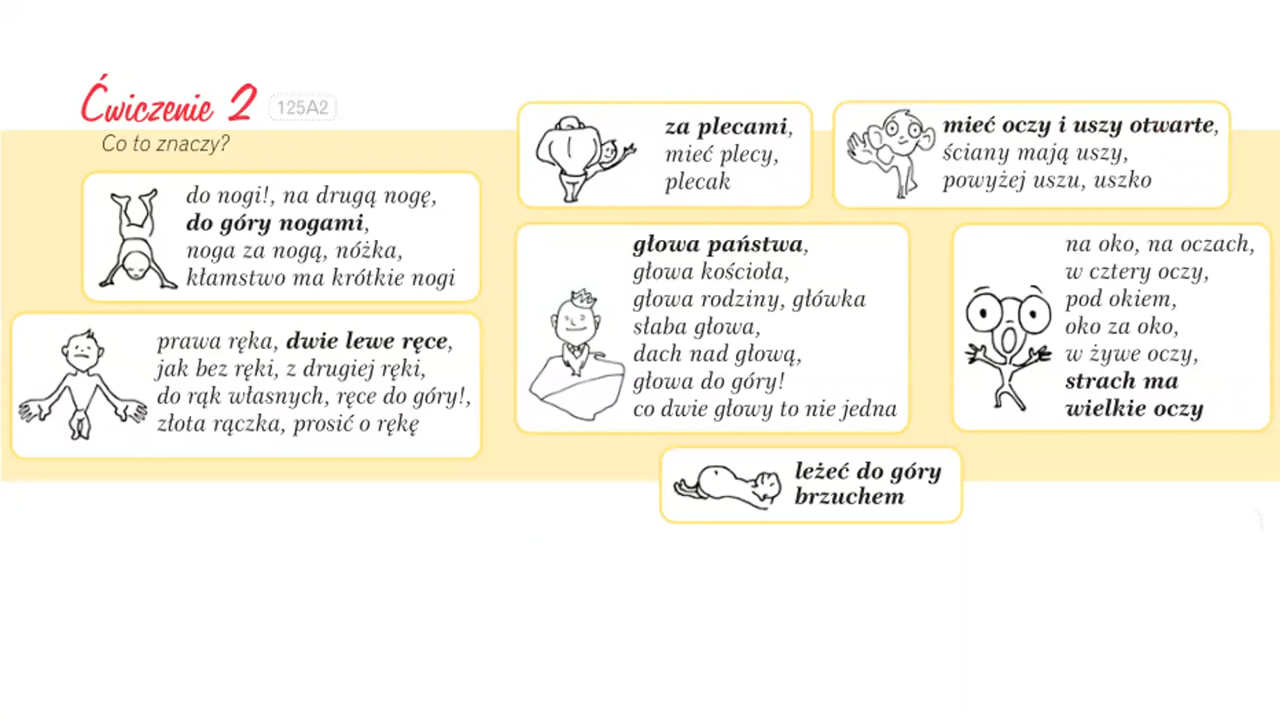 Ćwiczenie 2 125A2
Co to znaczy?
do nogi!, na drugą nogę,
do góry nogami,
noga za nogą, nóżka,
kłamstwo ma krótkie nogi
prawa ręka, dwie lewe ręce,
jak bez ręki, z drugiej ręki,
do rąk własnych, ręce do góry!,
złota rączka, prosić o rękę
za plecami,
mieć plecy,
plecak
mieć oczy i uszy otwarte,
ściany mają uszy,
powyżej uszu, uszko
głowa państwa,
głowa kościoła,
głowa rodziny, główka
słaba głowa,
dach nad głową,
głowa do góry!
co dwie głowy to nie jedna
na oko, na oczach,
w cztery oczy,
pod okiem,
oko za oko,
w żywe oczy,
strach ma
wielkie oczy
leżeć do góry
brzuchem